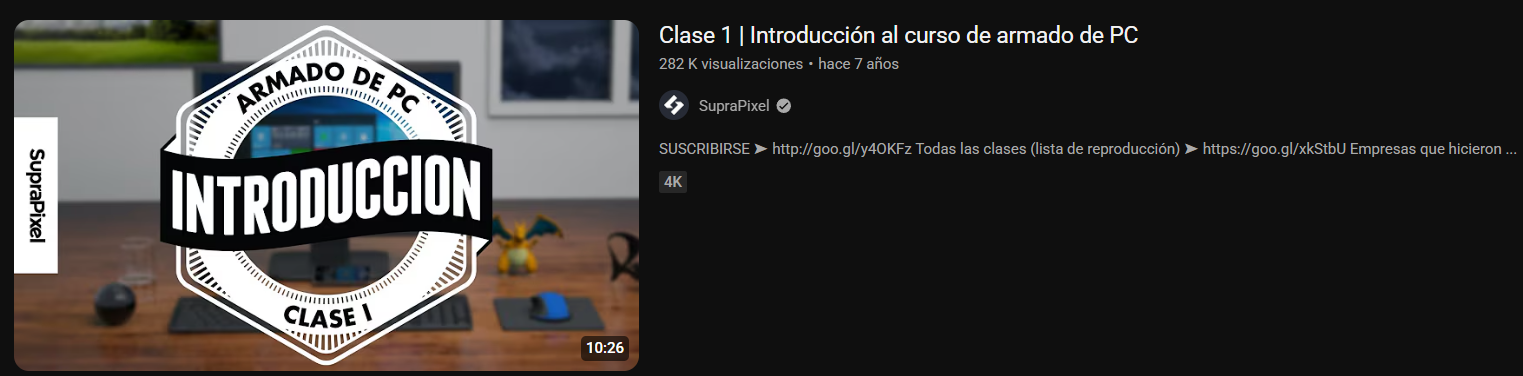 ARMADO DE PC
INTRODUCCION
CLASE 1
SupraPixel
10:26
Clase 1 | Introducción al curso de armado de PC
282 K visualizaciones • hace 7 años
SupraPixel
SUSCRIBIRSE ➤ http://goo.gl/y4OKFz Todas las clases (lista de reproducción) ➤ https://goo.gl/xkStbU Empresas que hicieron ...
4K